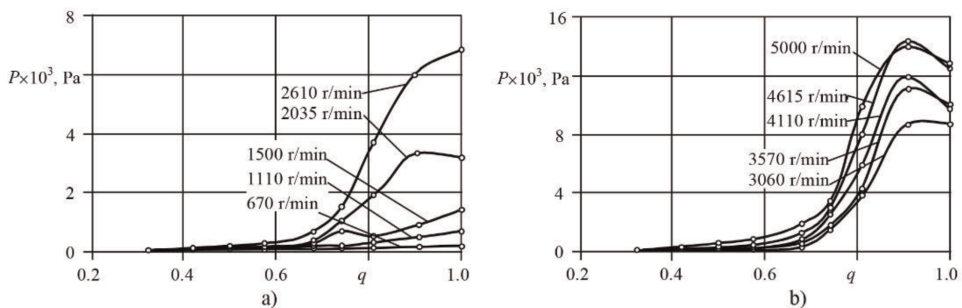 8
P×10³, Pa
4
2
0
2610 r/min
2035 r/min
1500 r/min
1110 r/min
670 r/min
0.2
0.4
0.6
q
1.0
a)
16
P×10³, Pa
8
4
0
5000 r/min
4615 r/min
4110 r/min
3570 r/min
3060 r/min
0.2
0.4
0.6
q
1.0
b)